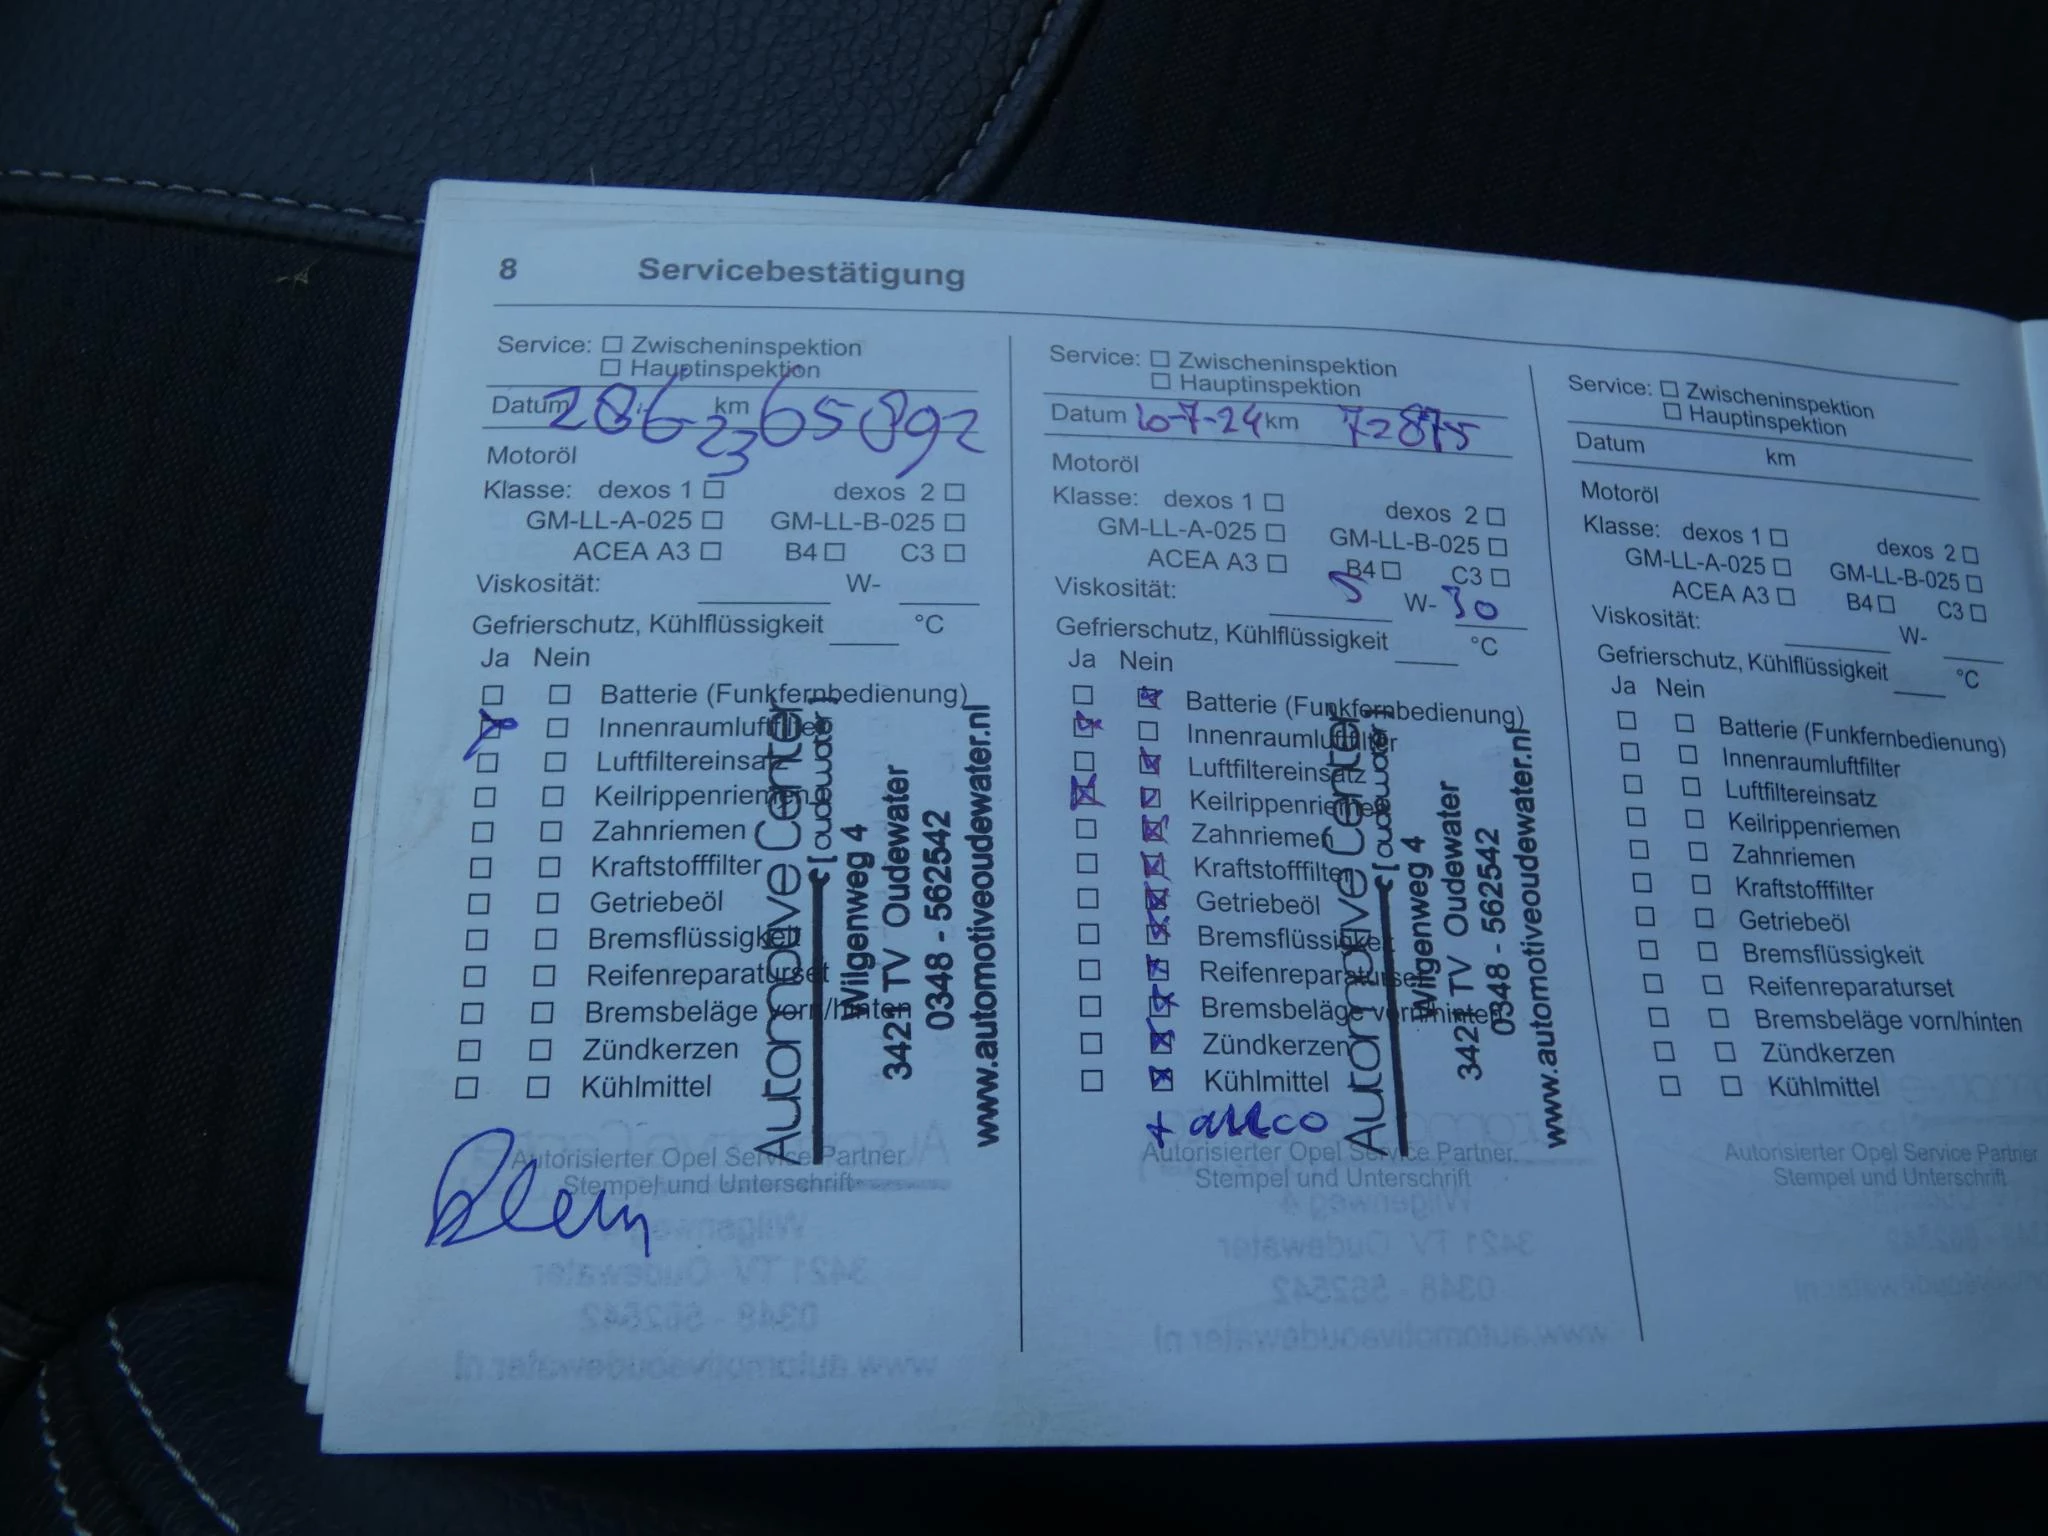 8 Servicebestätigung
Service: Zwischeninspektion
Hauptinspektion
Datum 28 6 23 km 65892
Motoröl
Klasse: dexos 1 dexos 2
GM-LL-A-025 GM-LL-B-025
ACEA A3 B4 C3
Viskosität: W-
Gefrierschutz, Kühlflüssigkeit °C
Ja Nein
Batterie (Funkfernbedienung)
Innenraumluftfilter
Luftfiltereinsatz
Keilrippenriemen
Zahnriemen
Kraftstofffilter
Getriebeöl
Bremsflüssigkeit
Reifenreparaturset
Bremsbeläge vorn/hinten
Zündkerzen
Kühlmittel
Autorisierter Opel Service Partner
Stempel und Unterschrift
Automotive Center
[oudewater]
Wilgenweg 4
3421 TV Oudewater
0348 - 562542
www.automotiveoudewater.nl
Service: Zwischeninspektion
Hauptinspektion
Datum 10-7-24 km 72875
Motoröl
Klasse: dexos 1 dexos 2
GM-LL-A-025 GM-LL-B-025
ACEA A3 B4 C3
Viskosität: 5 W- 30
Gefrierschutz, Kühlflüssigkeit °C
Ja Nein
Batterie (Funkfernbedienung)
Innenraumluftfilter
Luftfiltereinsatz
Keilrippenriemen
Zahnriemen
Kraftstofffilter
Getriebeöl
Bremsflüssigkeit
Reifenreparaturset
Bremsbeläge vorn/hinten
Zündkerzen
Kühlmittel
+ airco
Autorisierter Opel Service Partner
Stempel und Unterschrift
Automotive Center
[oudewater]
Wilgenweg 4
3421 TV Oudewater
0348 - 562542
www.automotiveoudewater.nl
Service: Zwischeninspektion
Hauptinspektion
Datum km
Motoröl
Klasse: dexos 1 dexos 2
GM-LL-A-025 GM-LL-B-025
ACEA A3 B4 C3
Viskosität: W-
Gefrierschutz, Kühlflüssigkeit °C
Ja Nein
Batterie (Funkfernbedienung)
Innenraumluftfilter
Luftfiltereinsatz
Keilrippenriemen
Zahnriemen
Kraftstofffilter
Getriebeöl
Bremsflüssigkeit
Reifenreparaturset
Bremsbeläge vorn/hinten
Zündkerzen
Kühlmittel
Autorisierter Opel Service Partner
Stempel und Unterschrift